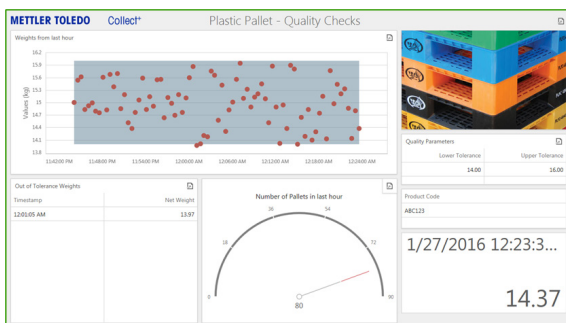 METTLER TOLEDO Collect+ Plastic Pallet - Quality Checks
Weights from last hour
Values (kg)
16.2
15.9
15.6
15.3
15
14.7
14.4
14.1
13.8
11:42:00 PM 11:48:00 PM 11:54:00 PM 12:00:00 AM 12:06:00 AM 12:12:00 AM 12:18:00 AM 12:24:00 AM
Quality Parameters
Lower Tolerance Upper Tolerance
14.00 16.00
Out of Tolerance Weights
Timestamp Net Weight
12:01:05 AM 13.97
Number of Pallets in last hour
0 18 36 54 72 90
80
Product Code
ABC123
1/27/2016 12:23:3...
14.37